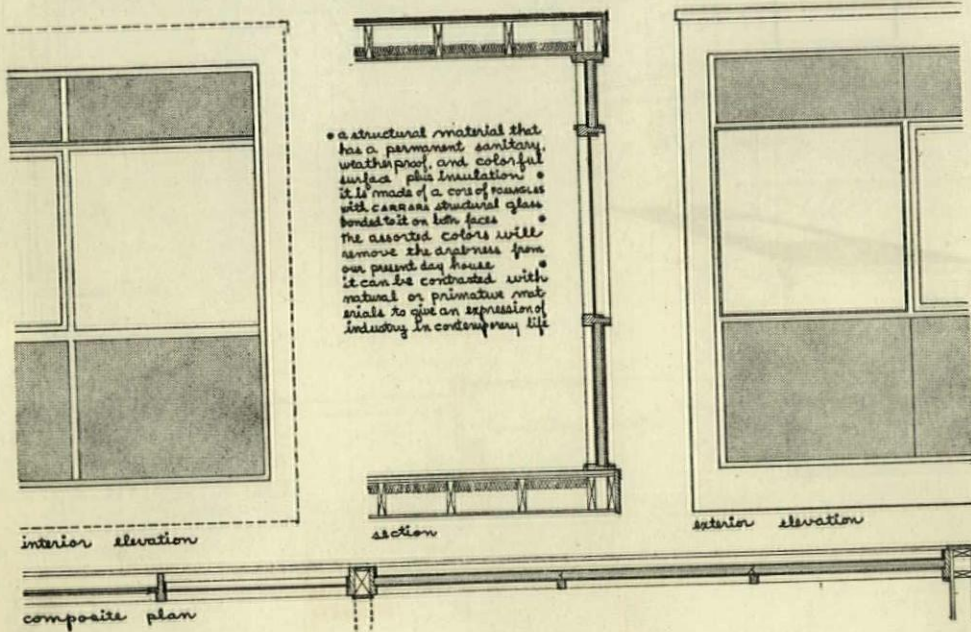 • a structural material that
has a permanent sanitary,
weatherproof, and colorful
surface plus insulation •
it is made of a core of FOAMGLAS
with CARRARA structural glass
bonded to it on both faces •
the assorted colors will
remove the drabness from
our present day house •
it can be contrasted with
natural or primative mat
erials to give an expression of
industry in contemperery life
interior elevation
section
exterior elevation
composite plan